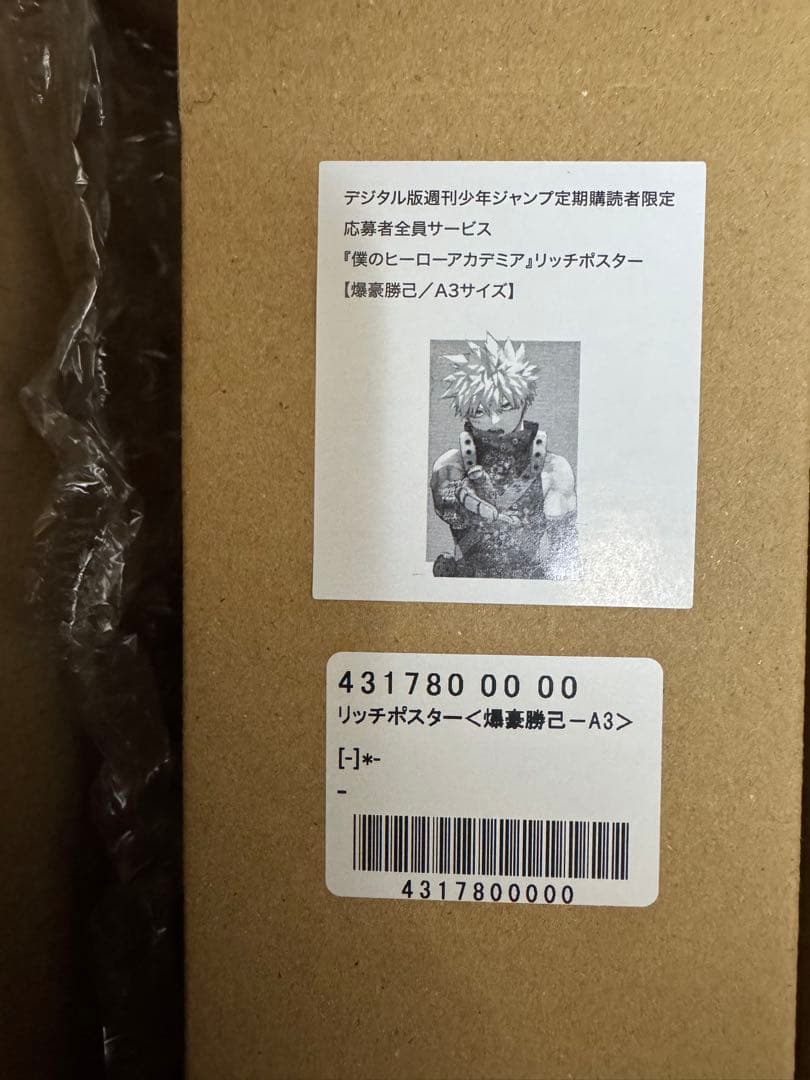 デジタル版週刊少年ジャンプ定期購読者限定
応募者全員サービス
『僕のヒーローアカデミア』リッチポスター
【爆豪勝己／A3サイズ】
431780 00 00
リッチポスター＜爆豪勝己－A3＞
[-]*-
-
4317800000